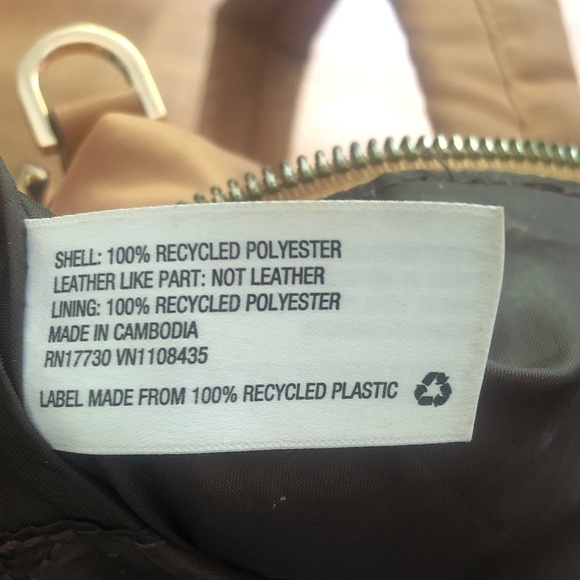 SHELL: 100% RECYCLED POLYESTER
LEATHER LIKE PART: NOT LEATHER
LINING: 100% RECYCLED POLYESTER
MADE IN CAMBODIA
RN17730 VN1108435
LABEL MADE FROM 100% RECYCLED PLASTIC